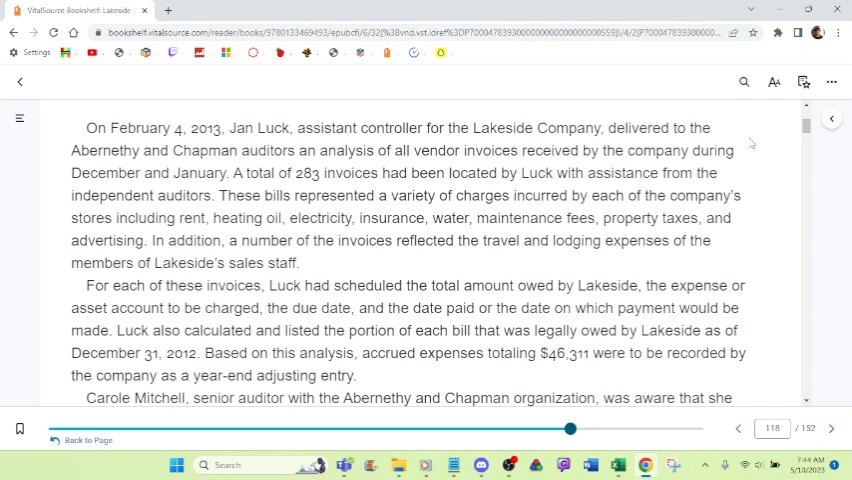 VitalSource Bookshelf: Lakeside
bookshelf.vitalsource.com/reader/books/9780133469493/epubcfi/6/32[%3Bvnd.vst.idref%3DP7000478393000000000000000000559]!/4/2[P70004783930000...
Settings
On February 4, 2013, Jan Luck, assistant controller for the Lakeside Company, delivered to the
Abernethy and Chapman auditors an analysis of all vendor invoices received by the company during
December and January. A total of 283 invoices had been located by Luck with assistance from the
independent auditors. These bills represented a variety of charges incurred by each of the company's
stores including rent, heating oil, electricity, insurance, water, maintenance fees, property taxes, and
advertising. In addition, a number of the invoices reflected the travel and lodging expenses of the
members of Lakeside's sales staff.
For each of these invoices, Luck had scheduled the total amount owed by Lakeside, the expense or
asset account to be charged, the due date, and the date paid or the date on which payment would be
made. Luck also calculated and listed the portion of each bill that was legally owed by Lakeside as of
December 31, 2012. Based on this analysis, accrued expenses totaling $46,311 were to be recorded by
the company as a year-end adjusting entry.
Carole Mitchell, senior auditor with the Abernethy and Chapman organization, was aware that she
118 / 152
Back to Page
Search
7:44 AM
5/10/2023